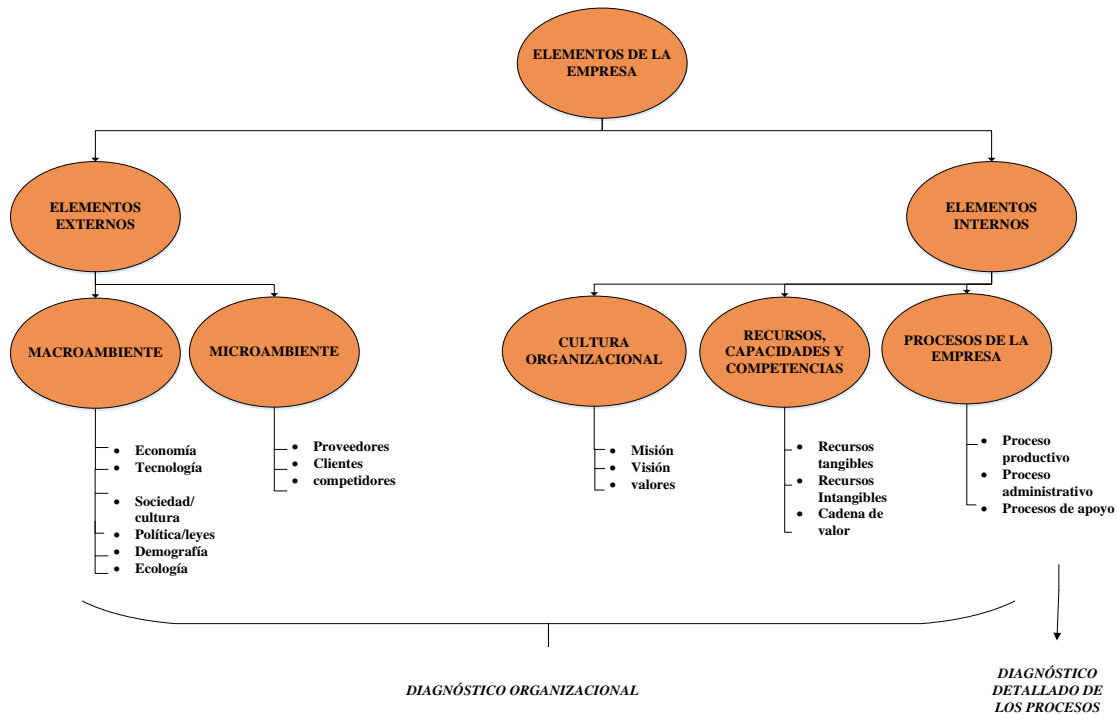 ELEMENTOS DE LA
EMPRESA
ELEMENTOS
EXTERNOS
ELEMENTOS
INTERNOS
MACROAMBIENTE
MICROAMBIENTE
CULTURA
ORGANIZACIONAL
RECURSOS,
CAPACIDADES Y
COMPETENCIAS
PROCESOS DE LA
EMPRESA
• Economía
• Tecnología
• Sociedad/
cultura
• Política/leyes
• Demografía
• Ecología
• Proveedores
• Clientes
• competidores
• Misión
• Visión
• valores
• Recursos
tangibles
• Recursos
Intangibles
• Cadena de
valor
• Proceso
productivo
• Proceso
administrativo
• Procesos de apoyo
DIAGNÓSTICO ORGANIZACIONAL
DIAGNÓSTICO
DETALLADO DE
LOS PROCESOS